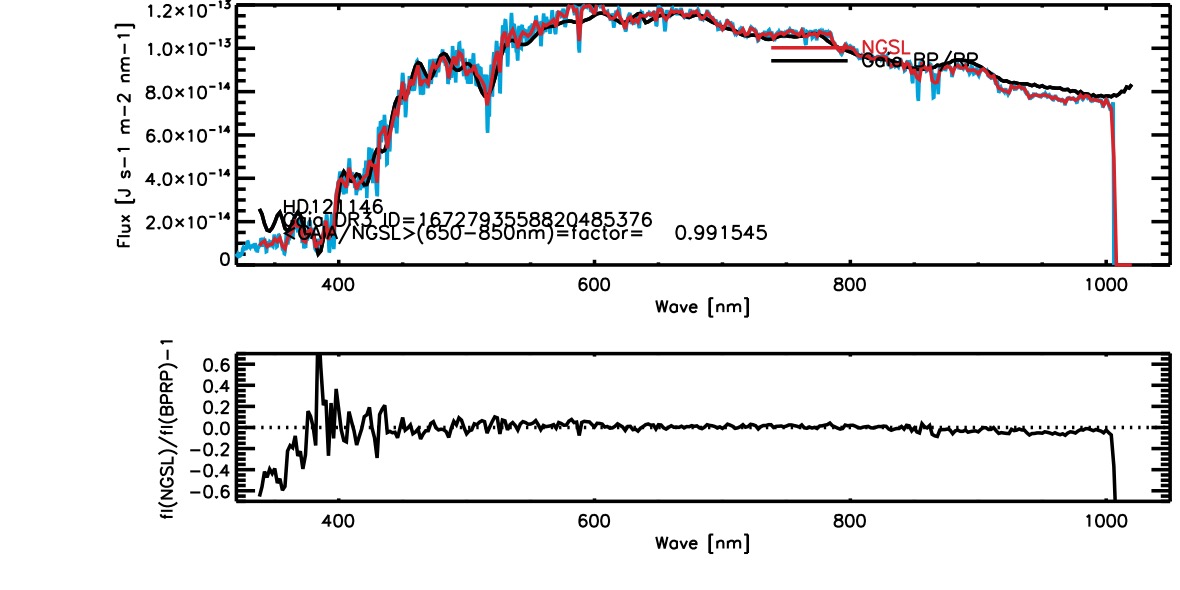 1.2×10−13
1.0×10−13
8.0×10−14
6.0×10−14
4.0×10−14
2.0×10−14
0
Flux [J s−1 m−2 nm−1]
NGSL
Gaia BP/RP
HD121146
Gaia DR3 ID=1672793558820485376
<GAIA/NGSL>(650−850nm)=factor= 0.991545
400 600 800 1000
Wave [nm]
fl(NGSL)/fl(BPRP)−1
0.6
0.4
0.2
0.0
−0.2
−0.4
−0.6
400 600 800 1000
Wave [nm]